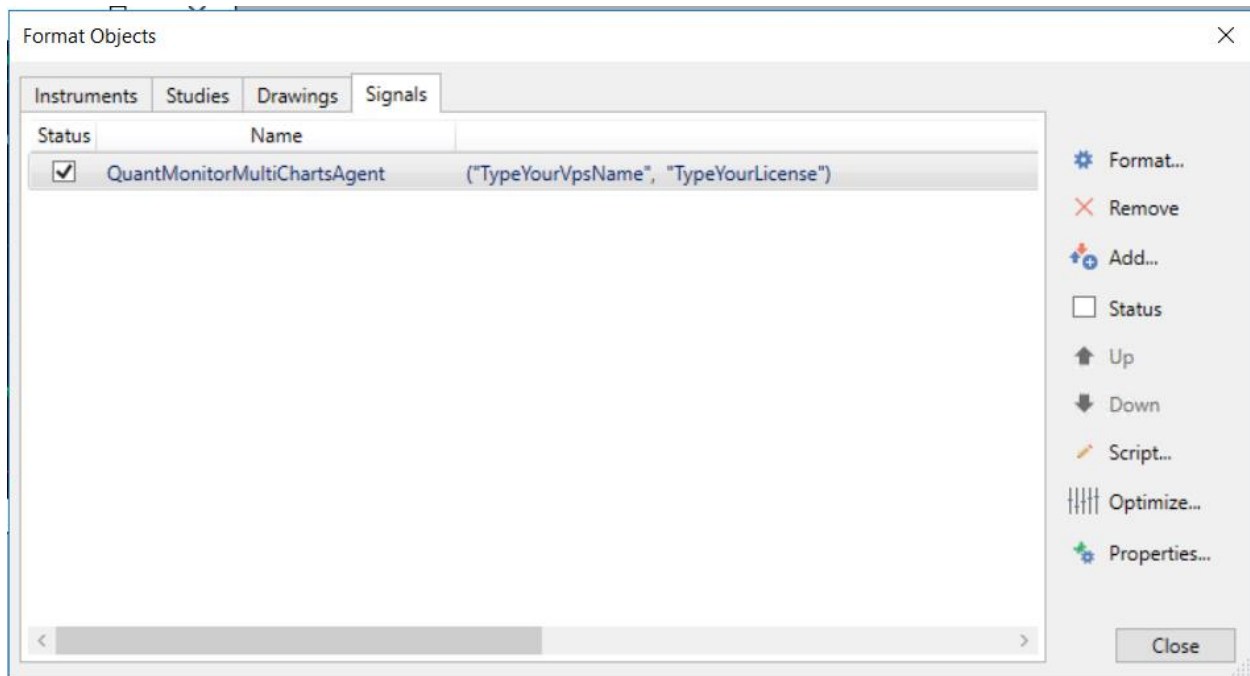 Format Objects
Instruments Studies Drawings Signals
Status Name
QuantMonitorMultiChartsAgent ("TypeYourVpsName", "TypeYourLicense")
Format...
Remove
Add...
Status
Up
Down
Script...
Optimize...
Properties...
Close